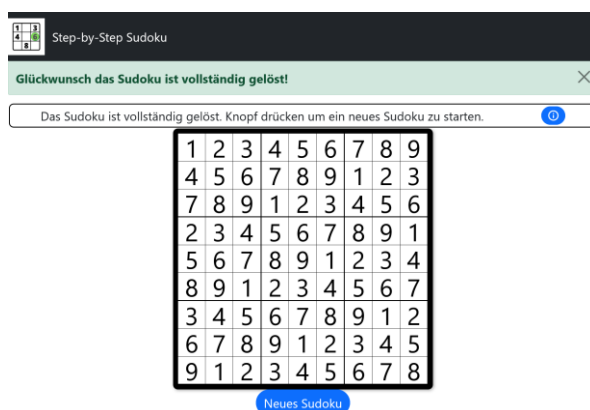 1 3
4 6
8
Step-by-Step Sudoku
Glückwunsch das Sudoku ist vollständig gelöst!
Das Sudoku ist vollständig gelöst. Knopf drücken um ein neues Sudoku zu starten.
1 2 3 4 5 6 7 8 9
4 5 6 7 8 9 1 2 3
7 8 9 1 2 3 4 5 6
2 3 4 5 6 7 8 9 1
5 6 7 8 9 1 2 3 4
8 9 1 2 3 4 5 6 7
3 4 5 6 7 8 9 1 2
6 7 8 9 1 2 3 4 5
9 1 2 3 4 5 6 7 8
Neues Sudoku